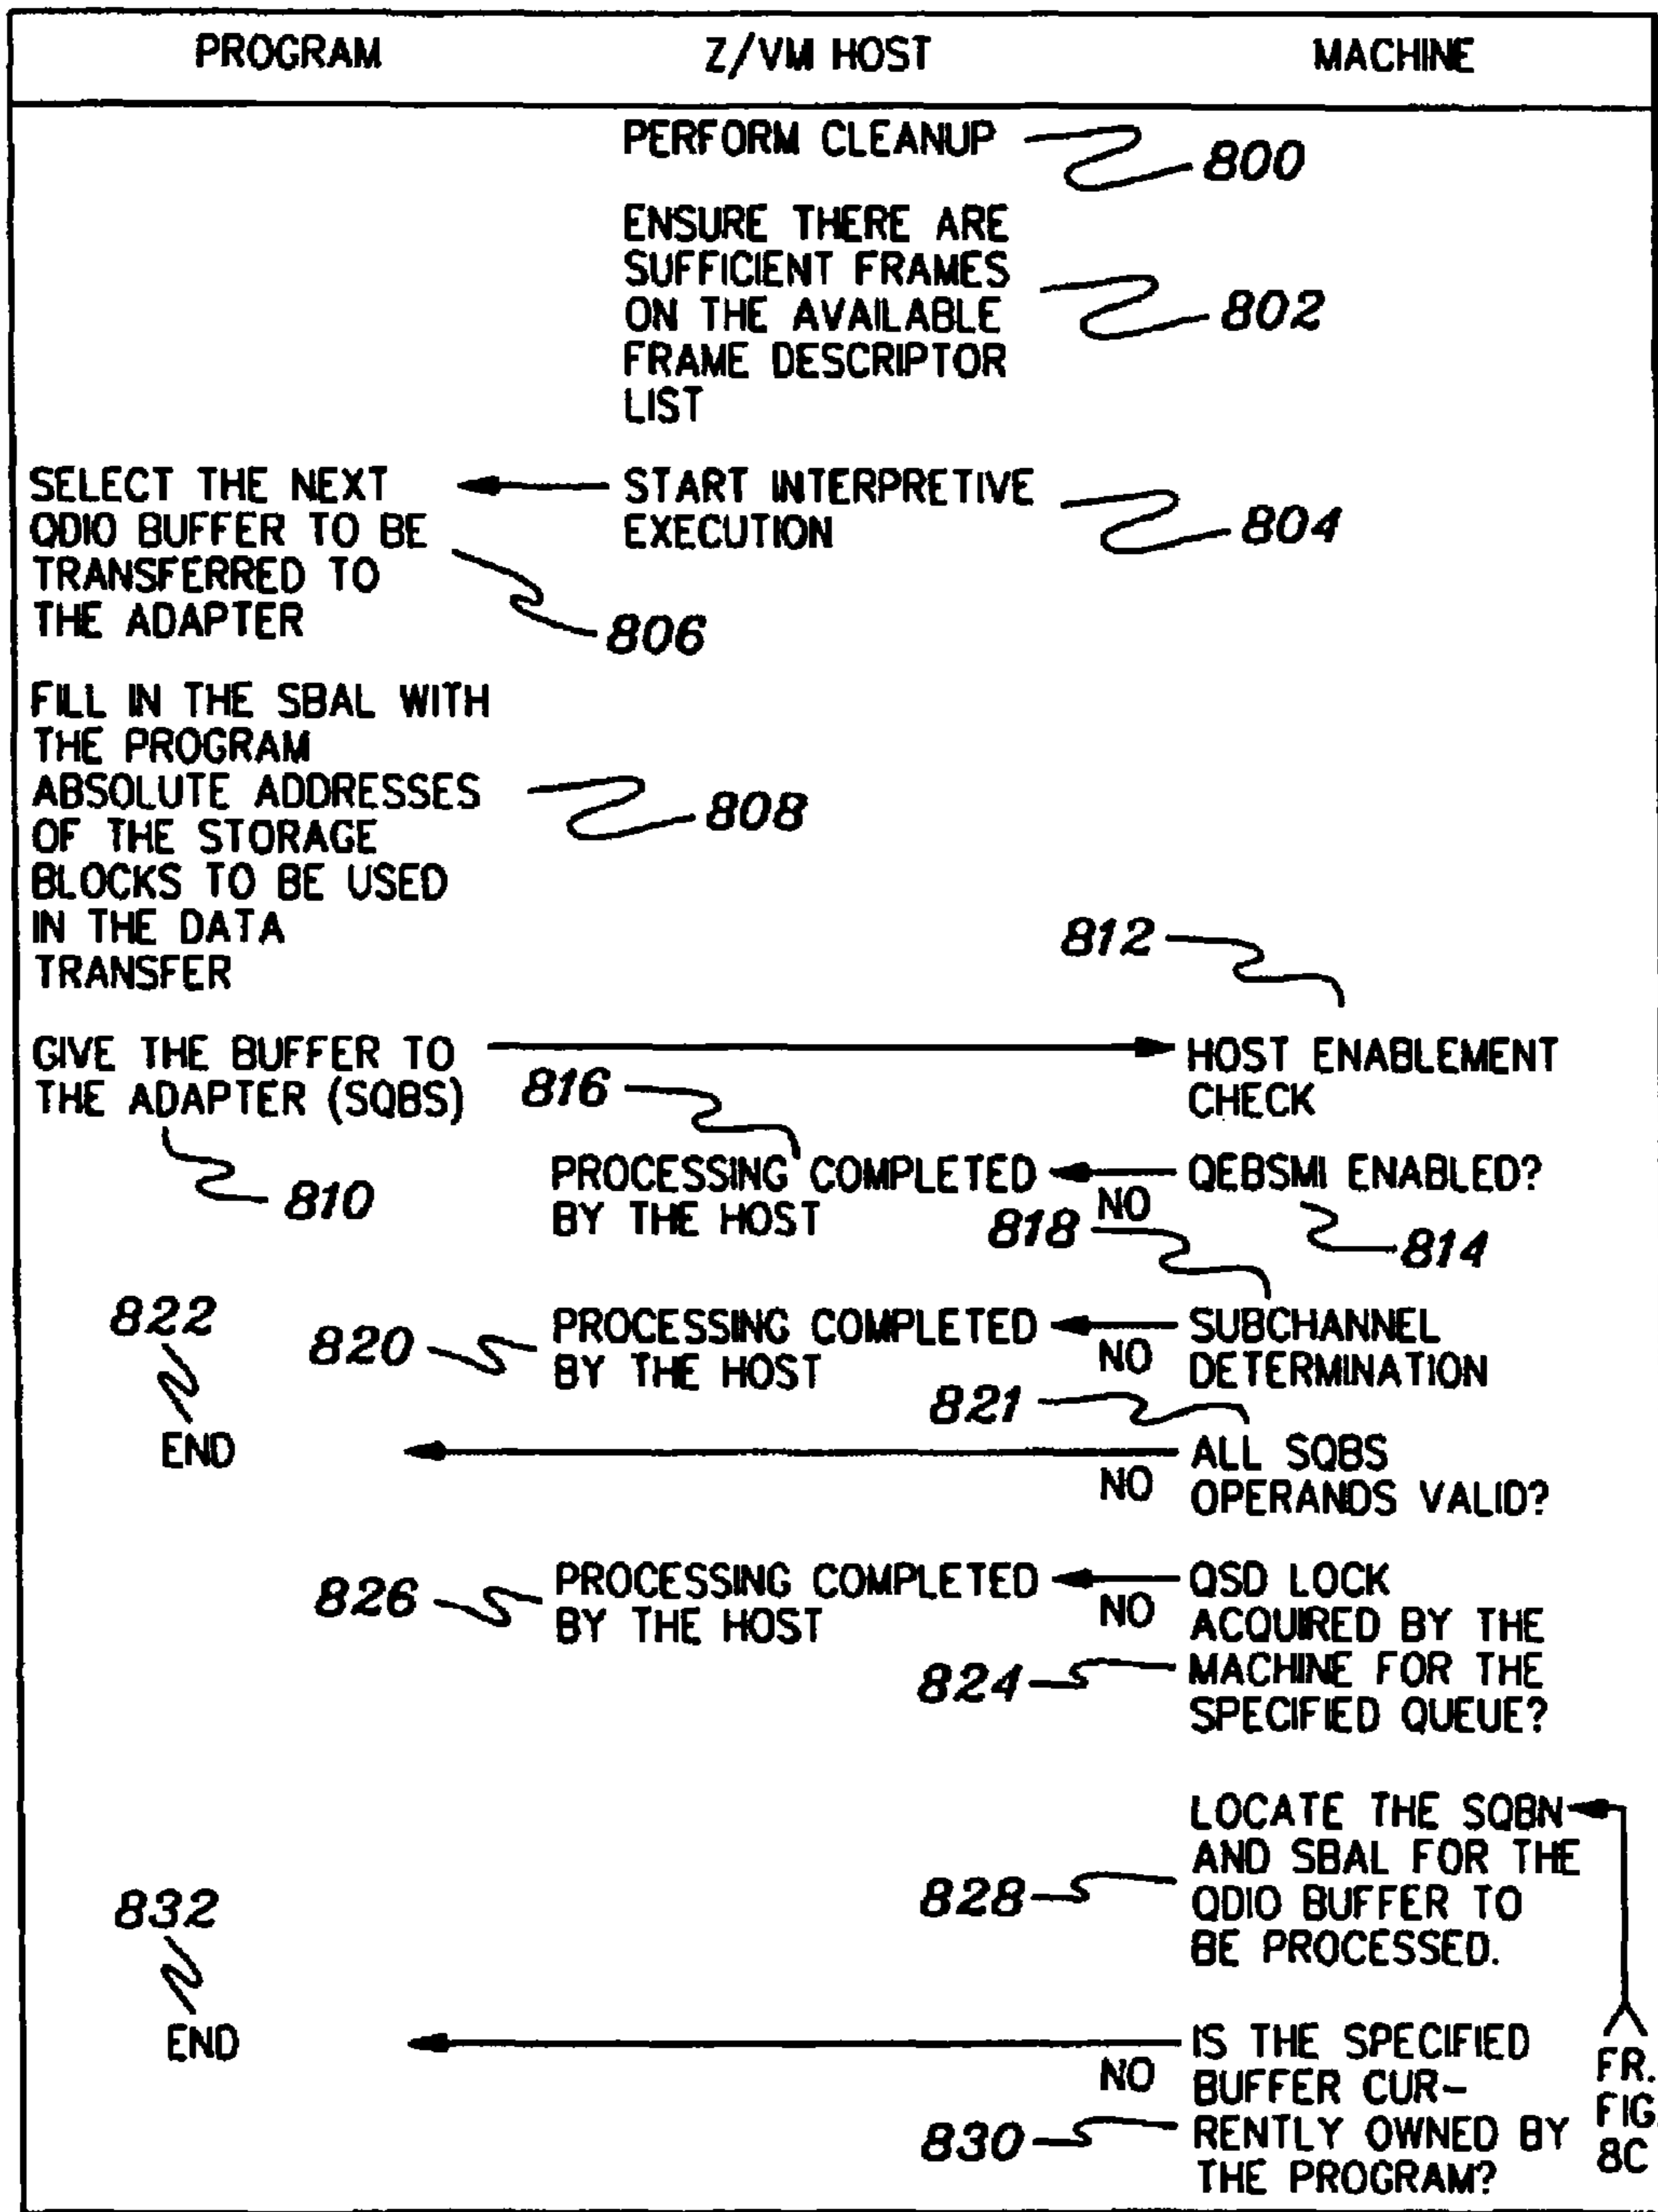 PROGRAM
Z/VM HOST
MACHINE
PERFORM CLEANUP
800
ENSURE THERE ARE
SUFFICIENT FRAMES
ON THE AVAILABLE
FRAME DESCRIPTOR
LIST
802
SELECT THE NEXT
QDIO BUFFER TO BE
TRANSFERRED TO
THE ADAPTER
806
START INTERPRETIVE
EXECUTION
804
FILL IN THE SBAL WITH
THE PROGRAM
ABSOLUTE ADDRESSES
OF THE STORAGE
BLOCKS TO BE USED
IN THE DATA
TRANSFER
808
812
GIVE THE BUFFER TO
THE ADAPTER (SQBS)
810
HOST ENABLEMENT
CHECK
816
PROCESSING COMPLETED
BY THE HOST
NO
QEBSMI ENABLED?
814
818
822
END
820
PROCESSING COMPLETED
BY THE HOST
NO
SUBCHANNEL
DETERMINATION
821
NO
ALL SQBS
OPERANDS VALID?
826
PROCESSING COMPLETED
BY THE HOST
NO
QSD LOCK
ACQUIRED BY THE
MACHINE FOR THE
SPECIFIED QUEUE?
824
LOCATE THE SQBN
AND SBAL FOR THE
QDIO BUFFER TO
BE PROCESSED.
828
832
END
NO
IS THE SPECIFIED
BUFFER CUR-
RENTLY OWNED BY
THE PROGRAM?
830
FR.
FIG.
8C